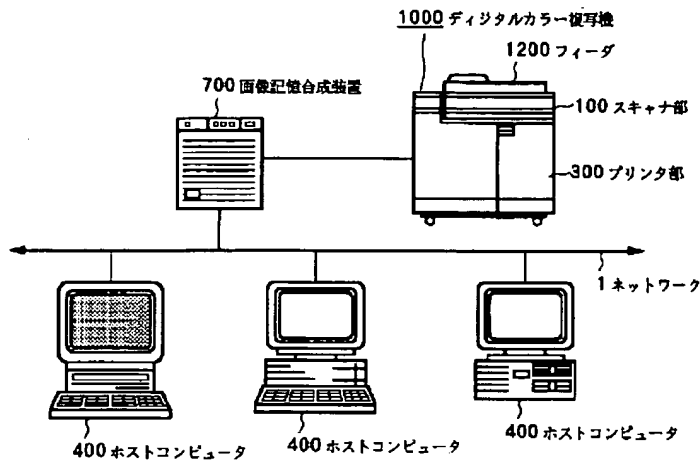 1000 ディジタルカラー複写機
1200 フィーダ
700 画像記憶合成装置
100 スキャナ部
300 プリンタ部
1 ネットワーク
400 ホストコンピュータ
400 ホストコンピュータ
400 ホストコンピュータ